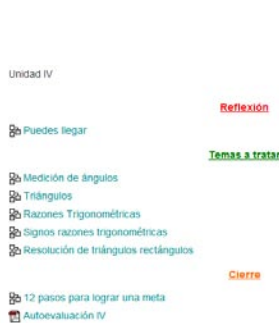 Unidad IV
Reflexión
Puedes llegar
Temas a tratar
Medición de ángulos
Triángulos
Razones Trigonométricas
Signos razones trigonométricas
Resolución de triángulos rectángulos
Cierre
12 pasos para lograr una meta
Autoevaluación IV